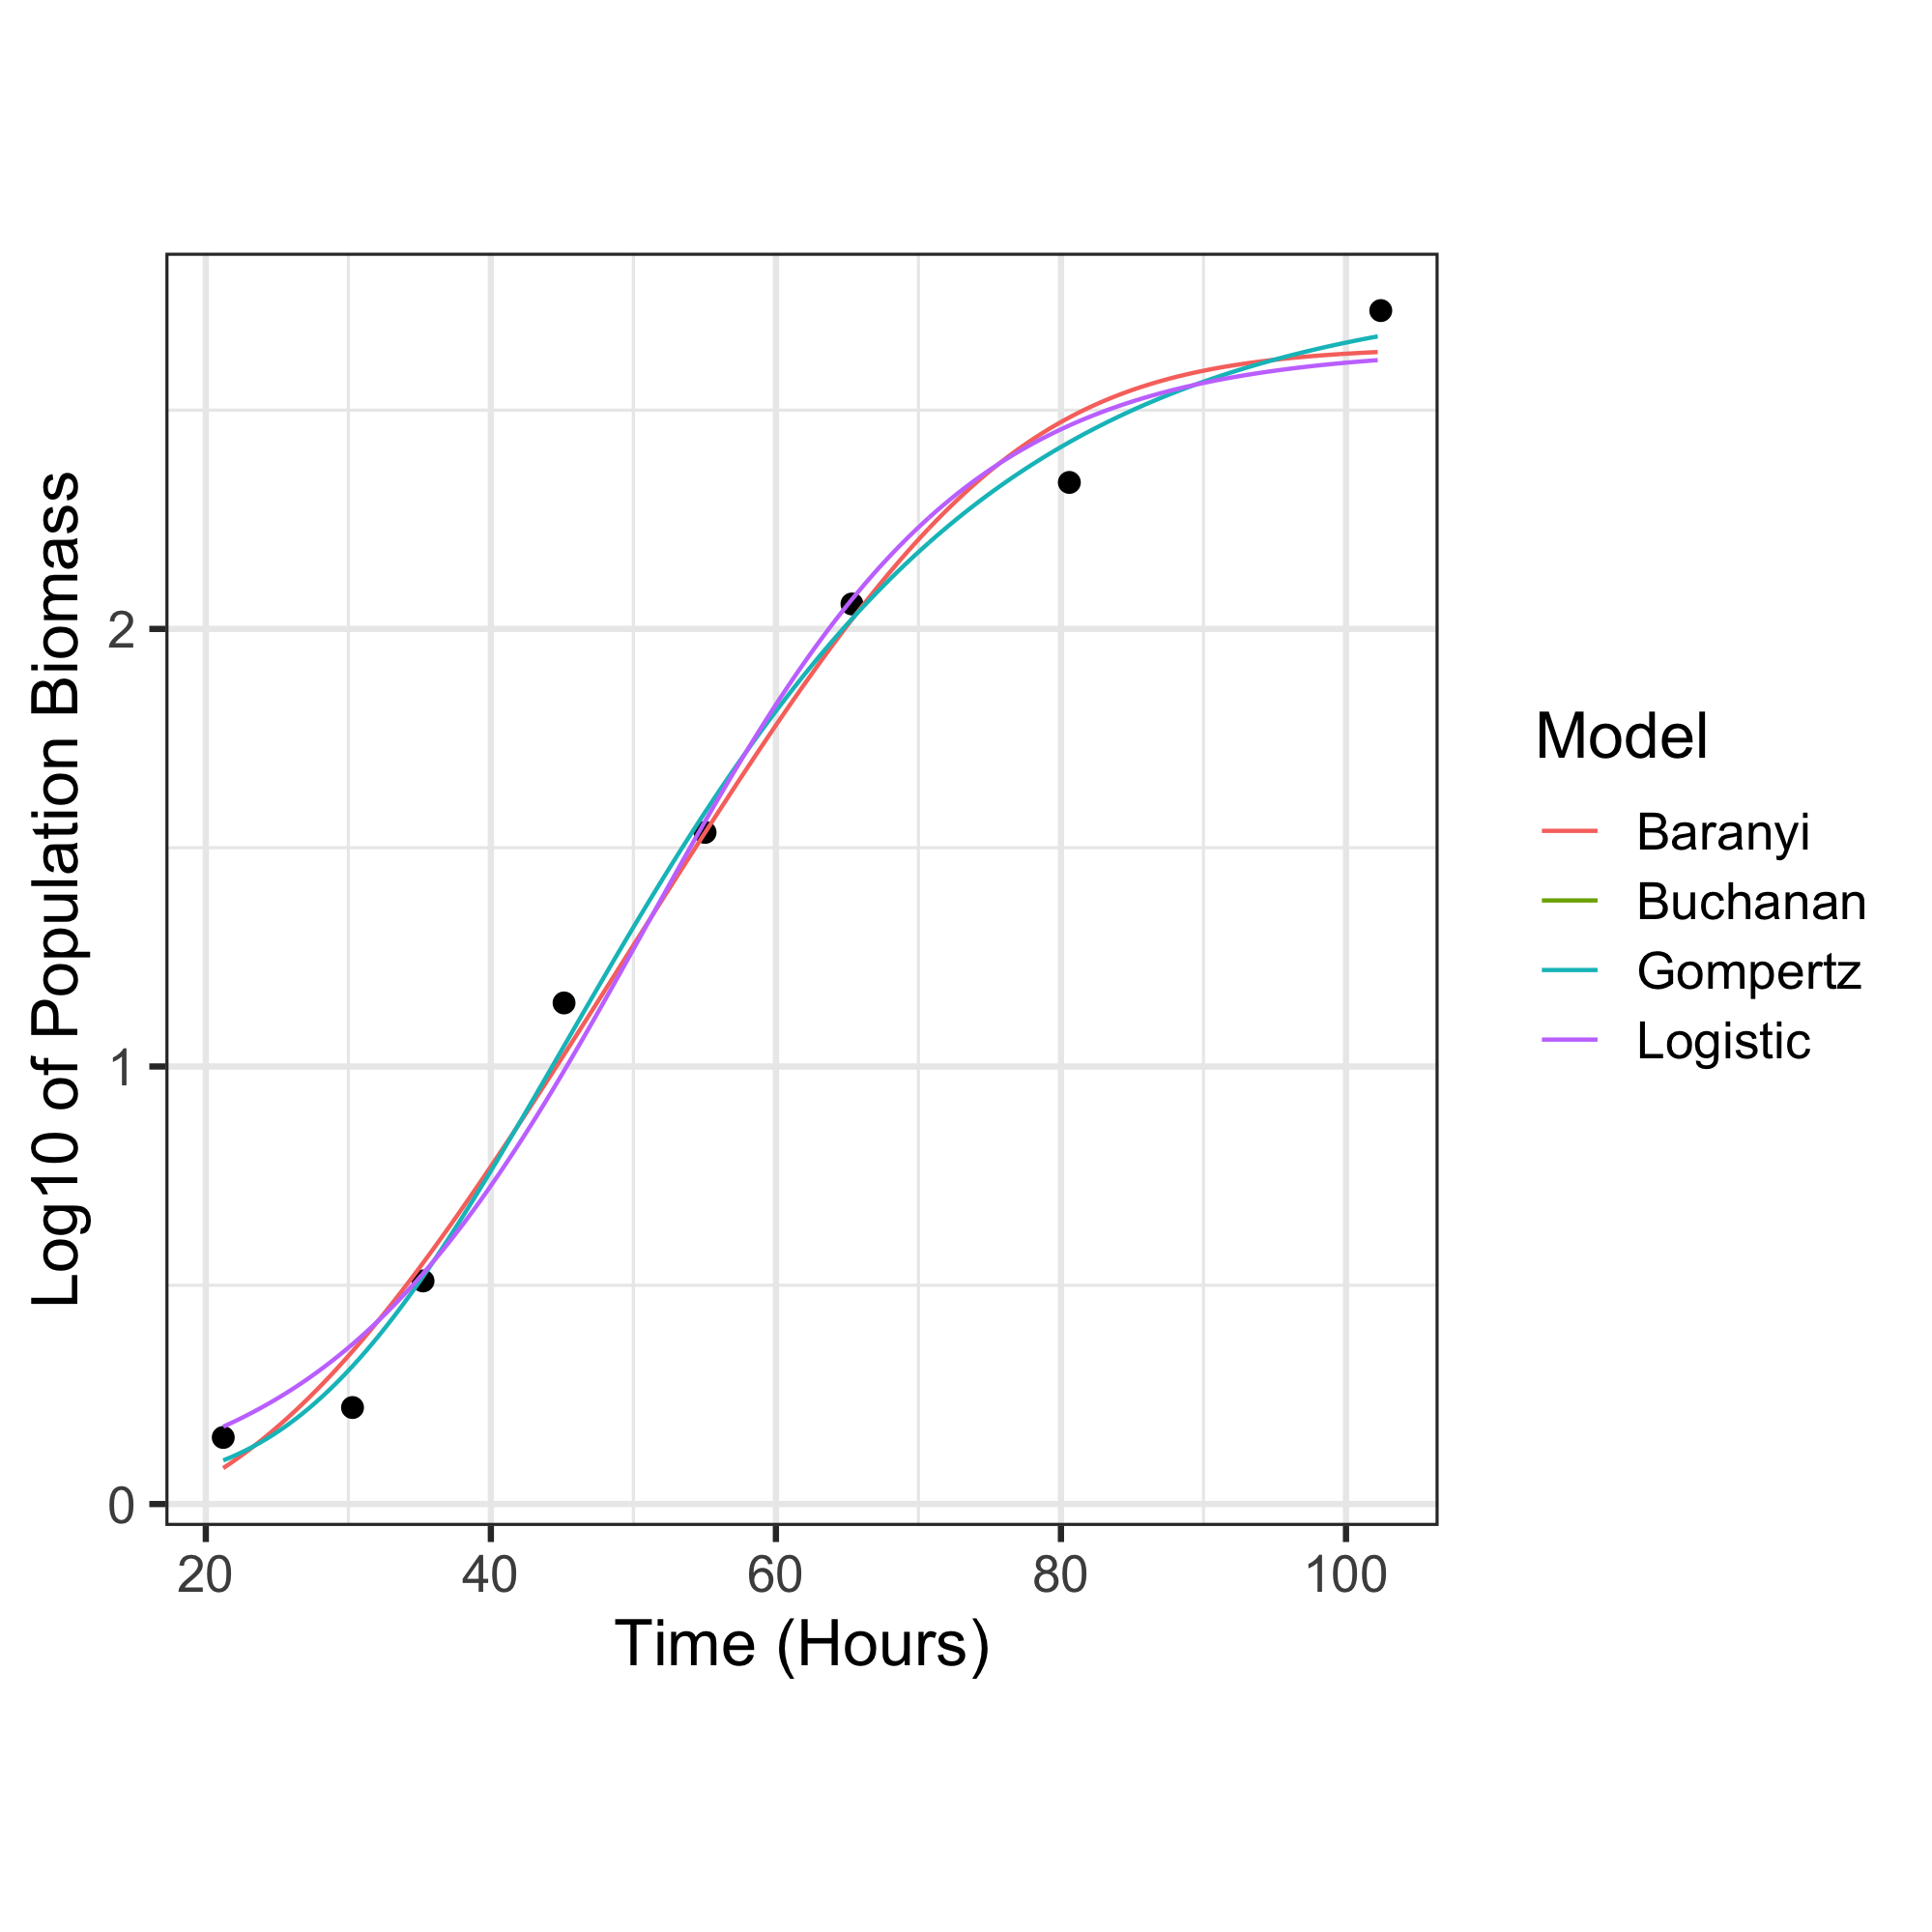 Log10 of Population Biomass
2
1
0
20 40 60 80 100
Time (Hours)
Model
Baranyi
Buchanan
Gompertz
Logistic